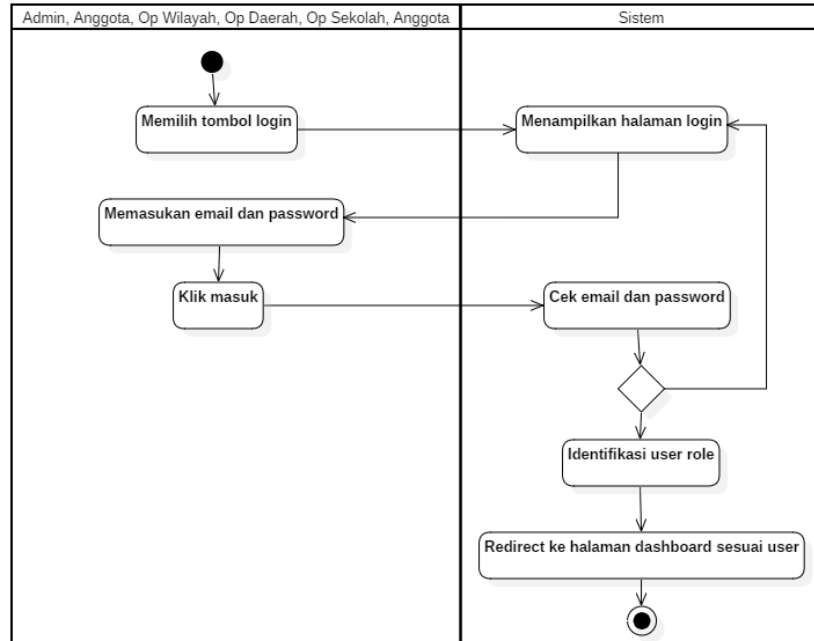 Admin, Anggota, Op Wilayah, Op Daerah, Op Sekolah, Anggota
Sistem
Memilih tombol login
Menampilkan halaman login
Memasukan email dan password
Klik masuk
Cek email dan password
Identifikasi user role
Redirect ke halaman dashboard sesuai user